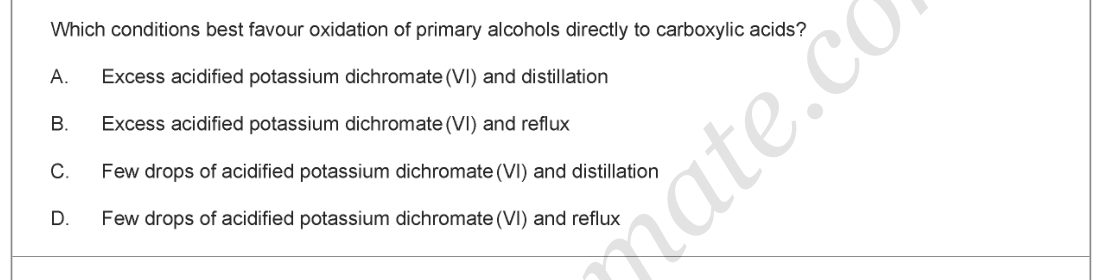 Which conditions best favour oxidation of primary alcohols directly to carboxylic acids?
A. Excess acidified potassium dichromate (VI) and distillation
B. Excess acidified potassium dichromate (VI) and reflux
C. Few drops of acidified potassium dichromate (VI) and distillation
D. Few drops of acidified potassium dichromate (VI) and reflux